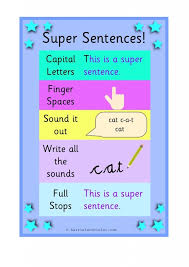 Super Sentences!
Capital Letters
This is a super sentence.
Finger Spaces
Sound it out
cat c-a-t
cat
Write all the sounds
cat
Full Stops
This is a super sentence.